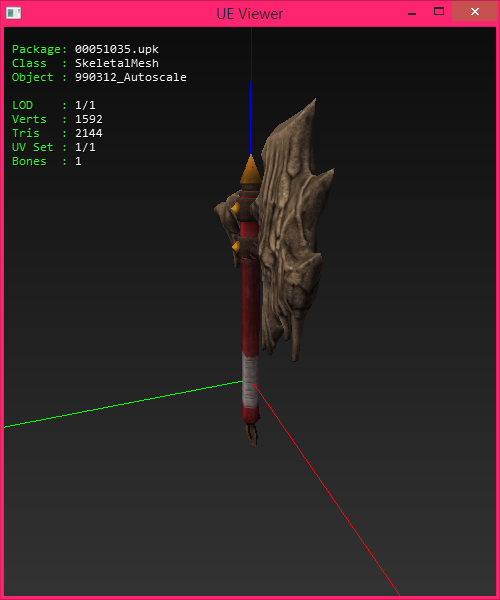 UE Viewer
Package: 00051035.upk
Class : SkeletalMesh
Object : 990312_Autoscale
LOD : 1/1
Verts : 1592
Tris : 2144
UV Set : 1/1
Bones : 1